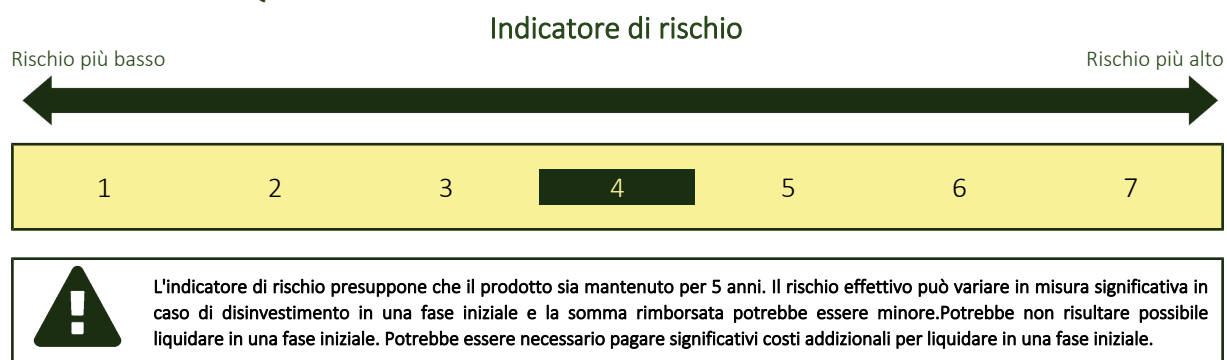 Indicatore di rischio
Rischio più basso
Rischio più alto
1 2 3 4 5 6 7
L'indicatore di rischio presuppone che il prodotto sia mantenuto per 5 anni. Il rischio effettivo può variare in misura significativa in
caso di disinvestimento in una fase iniziale e la somma rimborsata potrebbe essere minore.Potrebbe non risultare possibile
liquidare in una fase iniziale. Potrebbe essere necessario pagare significativi costi addizionali per liquidare in una fase iniziale.